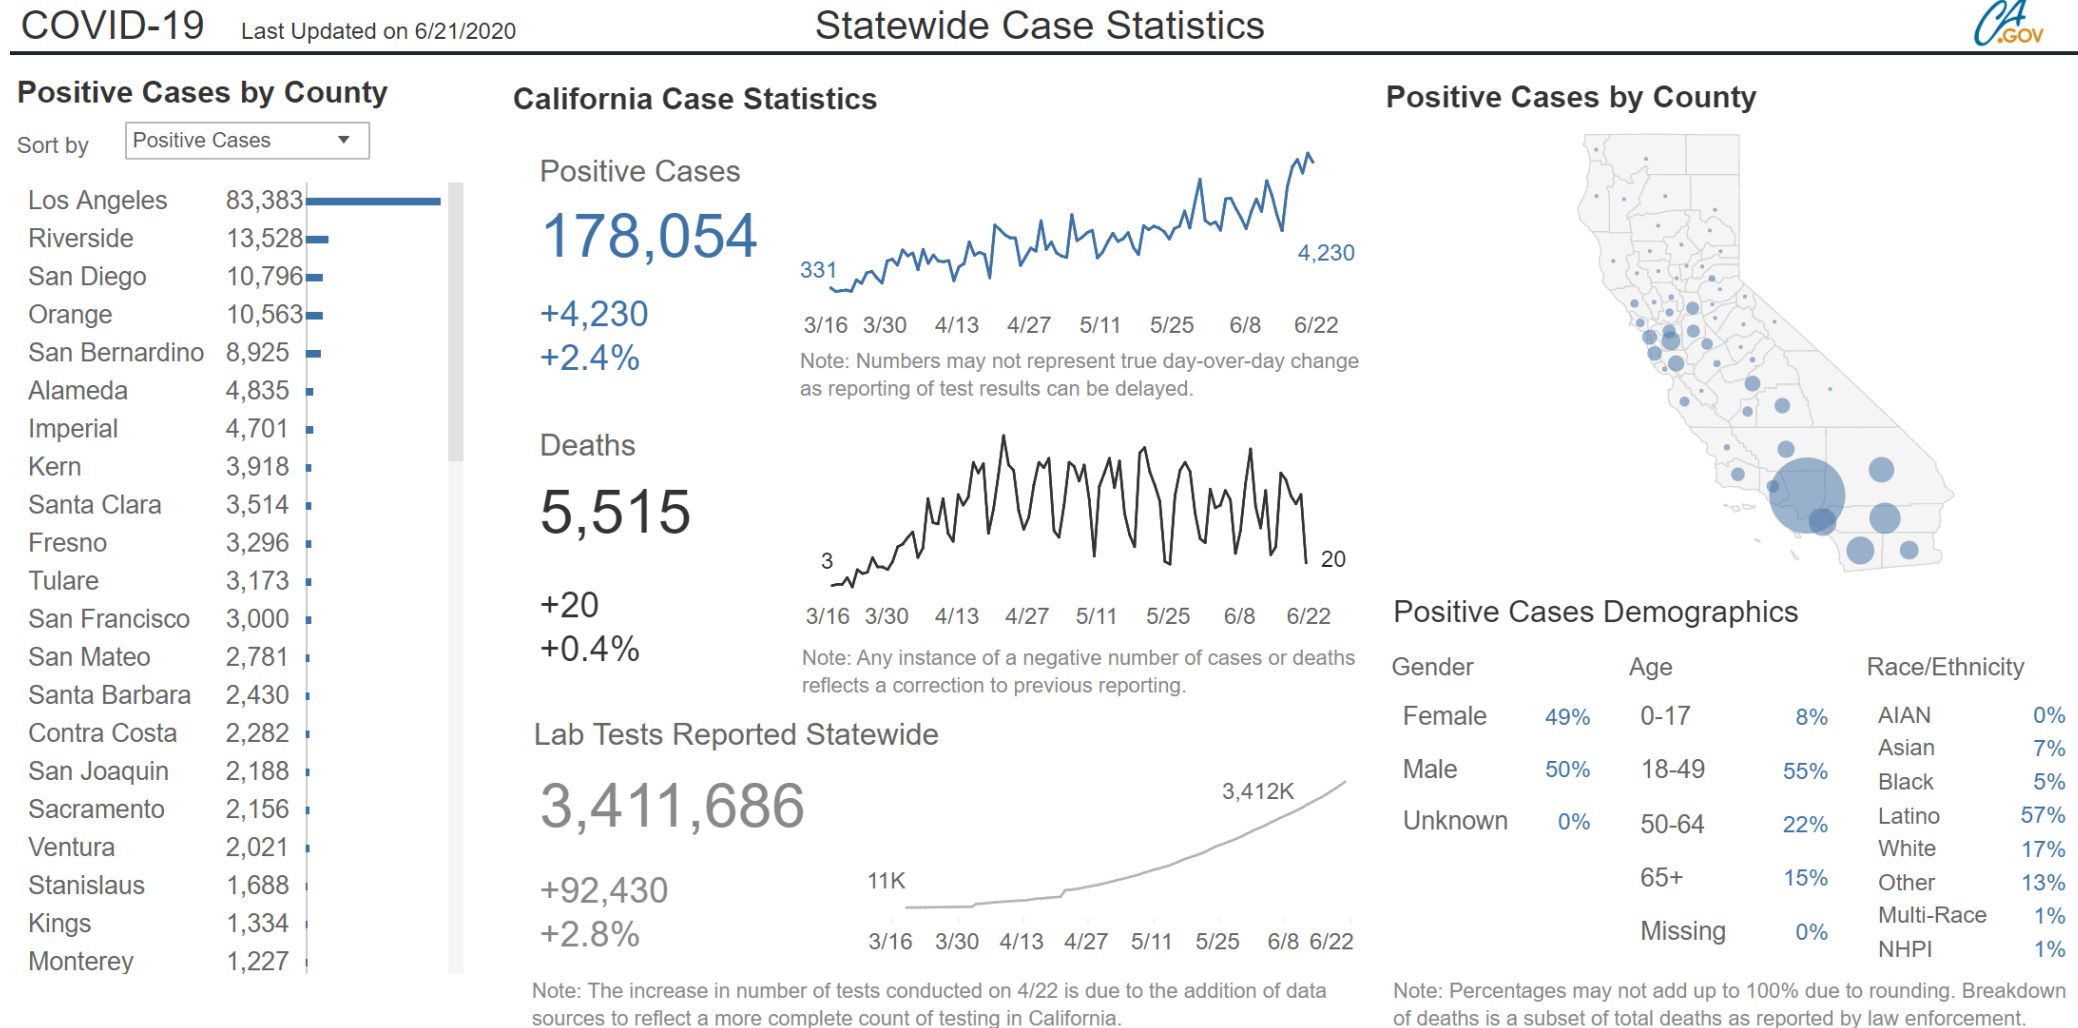 COVID-19 Last Updated on 6/21/2020 Statewide Case Statistics CA .GOV
Positive Cases by County
Sort by Positive Cases
Los Angeles 83,383
Riverside 13,528
San Diego 10,796
Orange 10,563
San Bernardino 8,925
Alameda 4,835
Imperial 4,701
Kern 3,918
Santa Clara 3,514
Fresno 3,296
Tulare 3,173
San Francisco 3,000
San Mateo 2,781
Santa Barbara 2,430
Contra Costa 2,282
San Joaquin 2,188
Sacramento 2,156
Ventura 2,021
Stanislaus 1,688
Kings 1,334
Monterey 1,227
California Case Statistics
Positive Cases
178,054
+4,230
+2.4%
331
4,230
3/16 3/30 4/13 4/27 5/11 5/25 6/8 6/22
Note: Numbers may not represent true day-over-day change
as reporting of test results can be delayed.
Deaths
5,515
+20
+0.4%
3
20
3/16 3/30 4/13 4/27 5/11 5/25 6/8 6/22
Note: Any instance of a negative number of cases or deaths
reflects a correction to previous reporting.
Lab Tests Reported Statewide
3,411,686
+92,430
+2.8%
11K
3,412K
3/16 3/30 4/13 4/27 5/11 5/25 6/8 6/22
Note: The increase in number of tests conducted on 4/22 is due to the addition of data
sources to reflect a more complete count of testing in California.
Positive Cases by County
Positive Cases Demographics
Gender
Female 49%
Male 50%
Unknown 0%
Age
0-17 8%
18-49 55%
50-64 22%
65+ 15%
Missing 0%
Race/Ethnicity
AIAN 0%
Asian 7%
Black 5%
Latino 57%
White 17%
Other 13%
Multi-Race 1%
NHPI 1%
Note: Percentages may not add up to 100% due to rounding. Breakdown
of deaths is a subset of total deaths as reported by law enforcement.